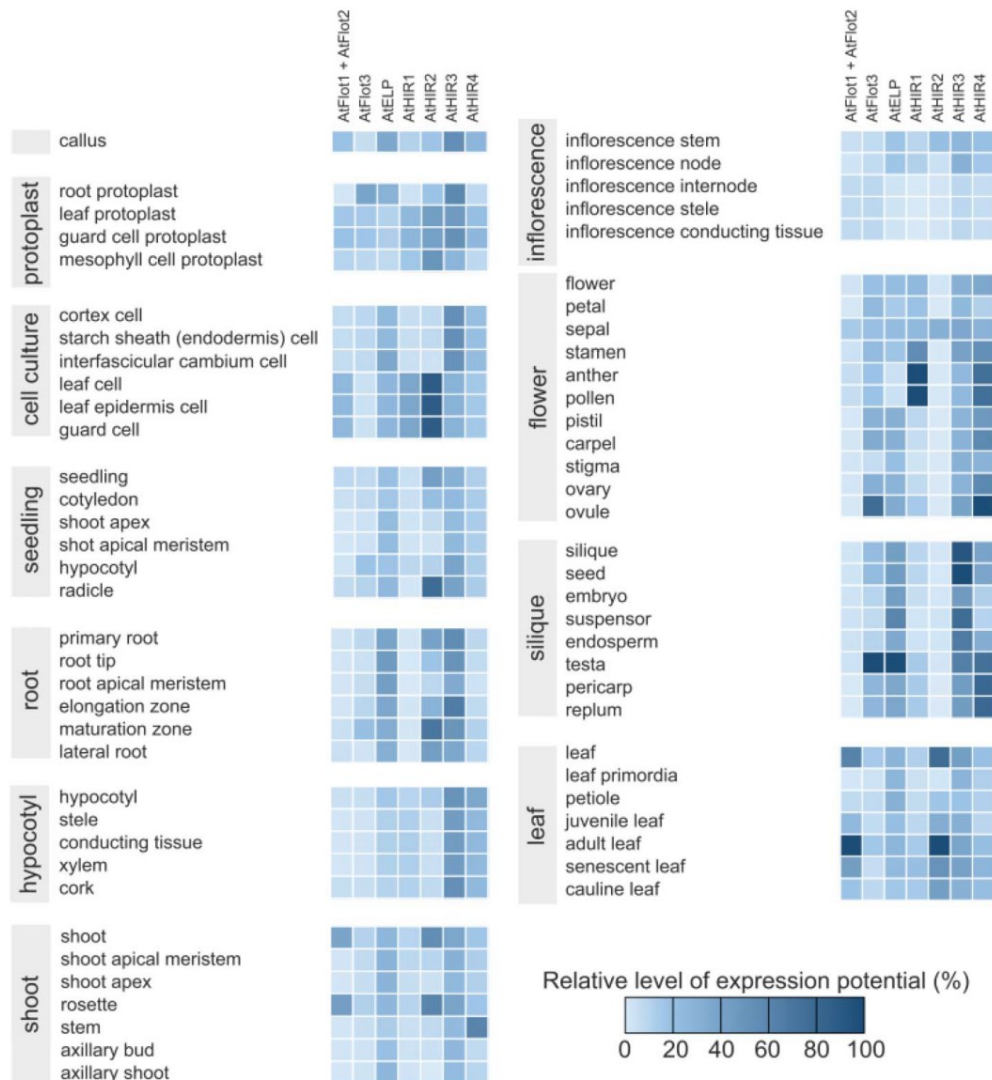 AtFlot1 + AtFlot2
AtFlot3
AtELP
AtHIR1
AtHIR2
AtHIR3
AtHIR4
callus
protoplast
root protoplast
leaf protoplast
guard cell protoplast
mesophyll cell protoplast
cell culture
cortex cell
starch sheath (endodermis) cell
interfascicular cambium cell
leaf cell
leaf epidermis cell
guard cell
seedling
seedling
cotyledon
shoot apex
shot apical meristem
hypocotyl
radicle
root
primary root
root tip
root apical meristem
elongation zone
maturation zone
lateral root
hypocotyl
hypocotyl
stele
conducting tissue
xylem
cork
shoot
shoot
shoot apical meristem
shoot apex
rosette
stem
axillary bud
axillary shoot
AtFlot1 + AtFlot2
AtFlot3
AtELP
AtHIR1
AtHIR2
AtHIR3
AtHIR4
inflorescence
inflorescence stem
inflorescence node
inflorescence internode
inflorescence stele
inflorescence conducting tissue
flower
flower
petal
sepal
stamen
anther
pollen
pistil
carpel
stigma
ovary
ovule
silique
silique
seed
embryo
suspensor
endosperm
testa
pericarp
replum
leaf
leaf
leaf primordia
petiole
juvenile leaf
adult leaf
senescent leaf
cauline leaf
Relative level of expression potential (%)
0 20 40 60 80 100